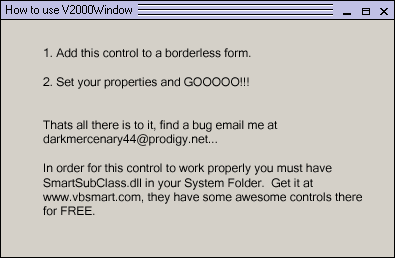 How to use V2000Window
1. Add this control to a borderless form.
2. Set your properties and GOOOOO!!!
Thats all there is to it, find a bug email me at
darkmercenary44@prodigy.net...
In order for this control to work properly you must have
SmartSubClass.dll in your System Folder.  Get it at
www.vbsmart.com, they have some awesome controls there
for FREE.